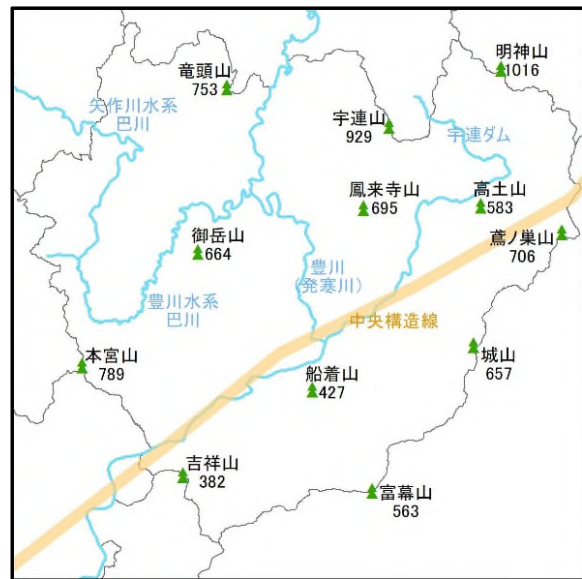 明神山
1016
竜頭山
753
矢作川水系
巴川
宇連山
929
宇連ダム
鳳来寺山
695
高土山
583
鳶ノ巣山
706
御岳山
664
豊川
(発寒川)
豊川水系
巴川
中央構造線
本宮山
789
城山
657
船着山
427
吉祥山
382
富幕山
563